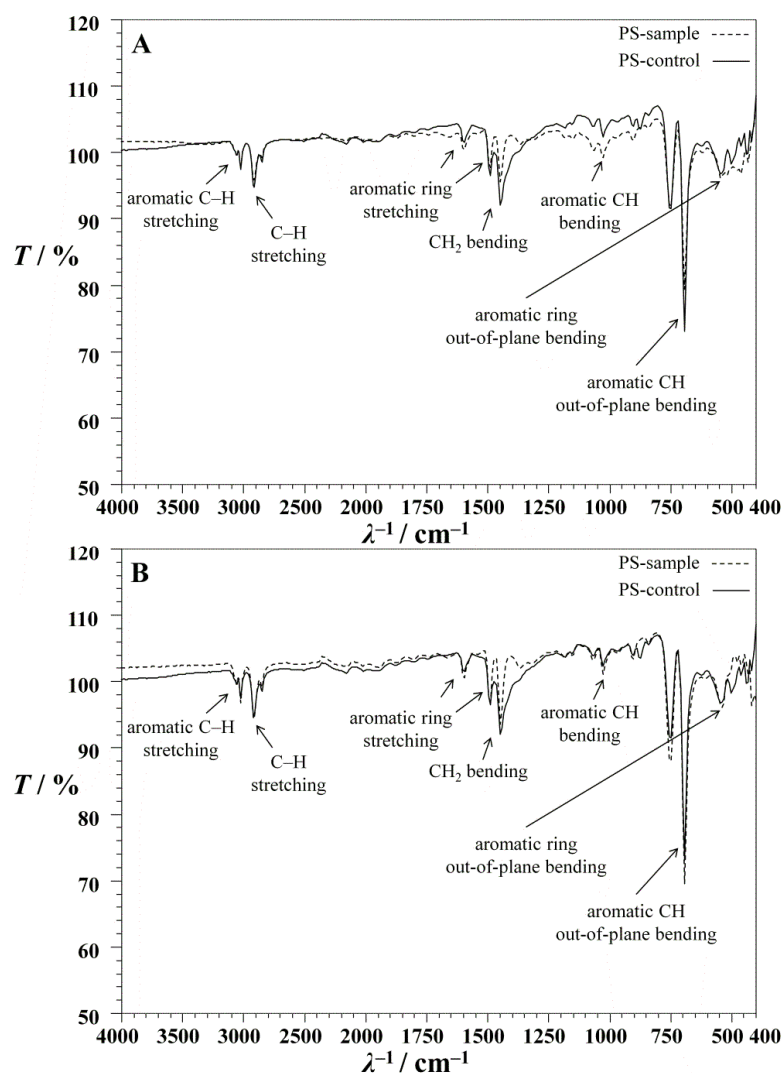 120
A
PS-sample
PS-control
110
100
90
80
70
60
50
T / %
aromatic C–H
stretching
C–H
stretching
aromatic ring
stretching
CH₂ bending
aromatic CH
bending
aromatic ring
out-of-plane bending
aromatic CH
out-of-plane bending
4000 3000 2500 2000 1500 1250 1000 750 500 400
λ⁻¹ / cm⁻¹
120
B
PS-sample
PS-control
110
100
90
80
70
60
50
T / %
aromatic C–H
stretching
C–H
stretching
aromatic ring
stretching
CH₂ bending
aromatic CH
bending
aromatic ring
out-of-plane bending
aromatic CH
out-of-plane bending
4000 3000 2500 2000 1500 1250 1000 750 500 400
λ⁻¹ / cm⁻¹